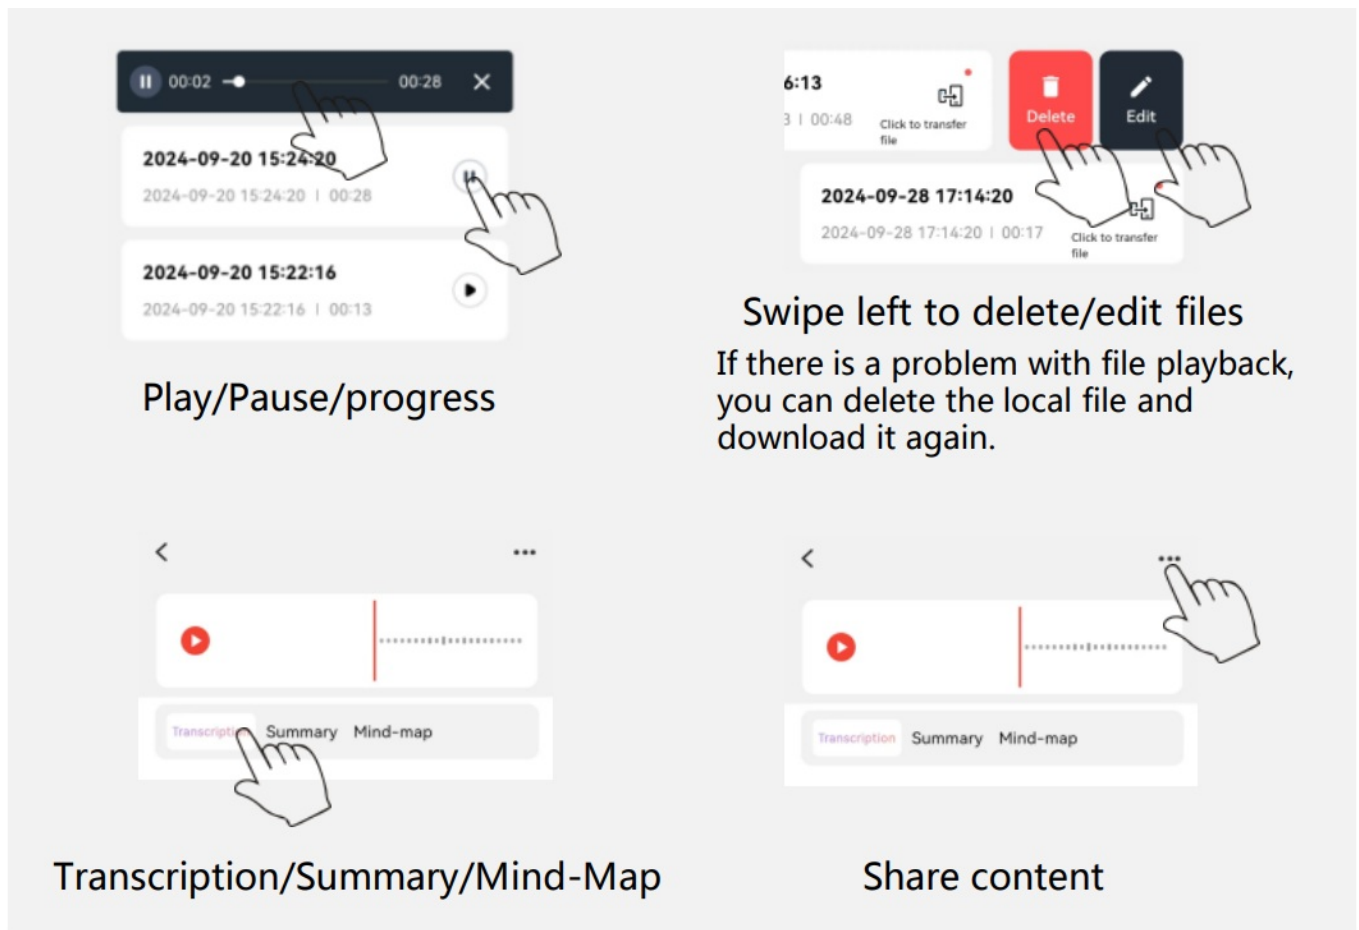 00:02 00:28
2024-09-20 15:24:20
2024-09-20 15:24:20 | 00:28
2024-09-20 15:22:16
2024-09-20 15:22:16 | 00:13
Play/Pause/progress
6:13
3 | 00:48
Click to transfer
file
Delete
Edit
2024-09-28 17:14:20
2024-09-28 17:14:20 | 00:17
Click to transfer
file
Swipe left to delete/edit files
If there is a problem with file playback,
you can delete the local file and
download it again.
Transcription Summary Mind-map
Transcription/Summary/Mind-Map
Transcription Summary Mind-map
Share content